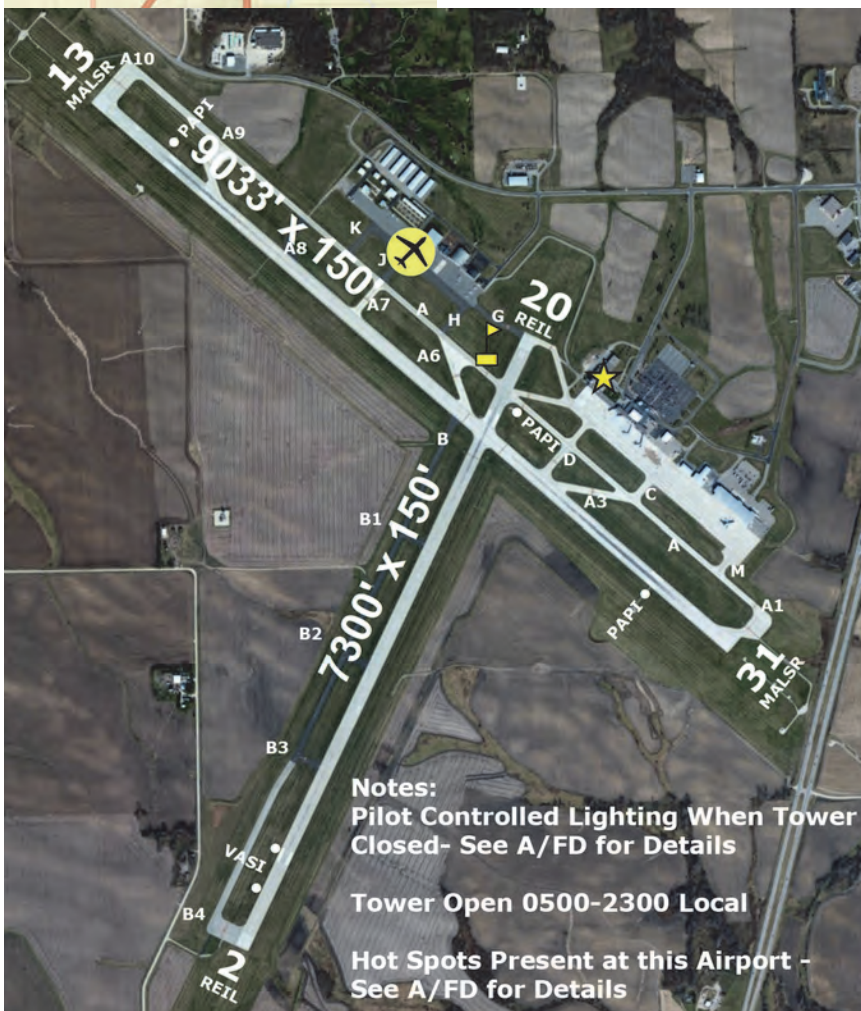 13
MALSR
A10
PAPI
A9
9033' x 150'
K
A8
J
A7
A
H
G
20
REIL
A6
B
PAPI
D
C
A3
A
B1
M
7300' x 150'
PAPI
A1
B2
31
MALSR
B3
VASI
B4
2
REIL
Notes:
Pilot Controlled Lighting When Tower
Closed- See A/FD for Details
Tower Open 0500-2300 Local
Hot Spots Present at this Airport -
See A/FD for Details